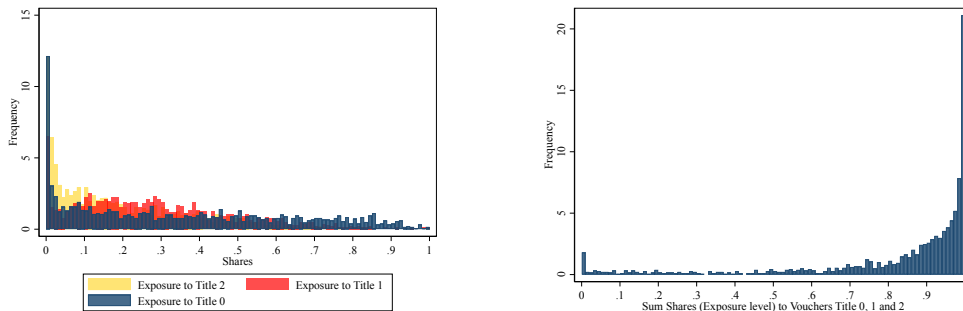 15
10
5
0
Frequency
0 .1 .2 .3 .4 .5 .6 .7 .8 .9 1
Shares
Exposure to Title 2
Exposure to Title 1
Exposure to Title 0
20
15
10
5
0
Frequency
0 .1 .2 .3 .4 .5 .6 .7 .8 .9
Sum Shares (Exposure level) to Vouchers Title 0, 1 and 2